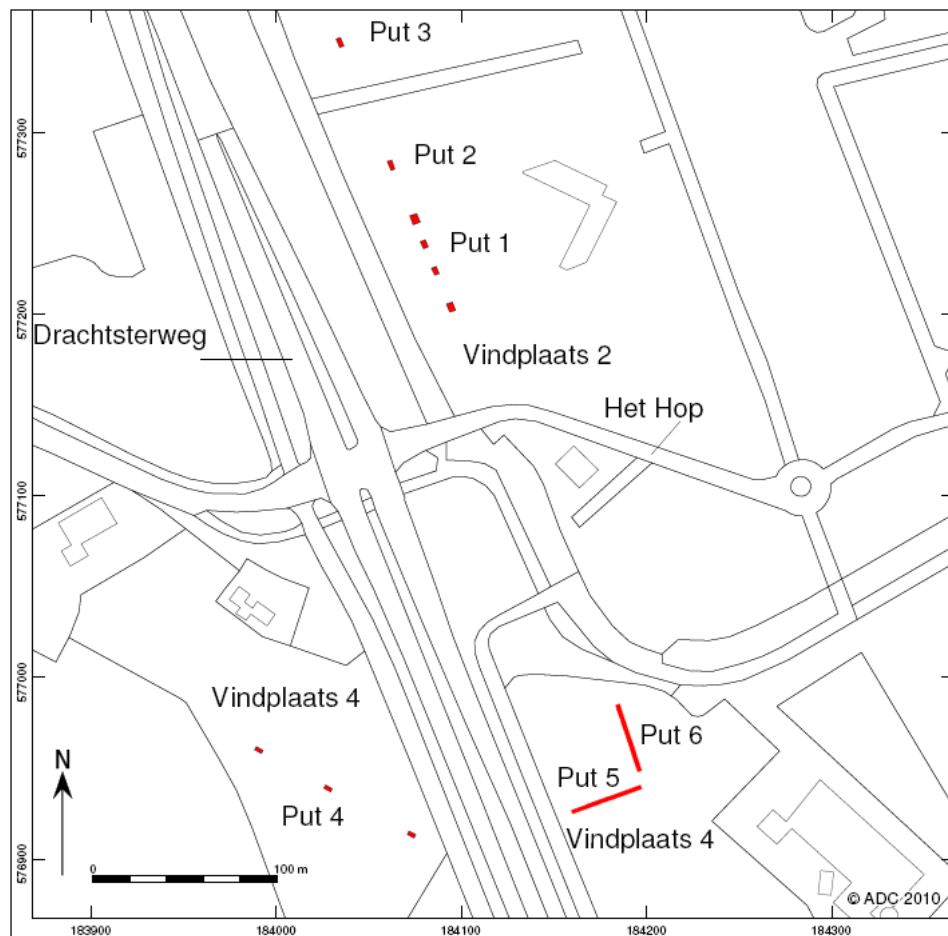 Put 3
577300
Put 2
Put 1
577200
Drachtsterweg
Vindplaats 2
Het Hop
577100
577000
Vindplaats 4
Put 6
N
Put 5
Put 4
Vindplaats 4
0 100 m
576900
© ADC 2010
183900 184000 184100 184200 184300